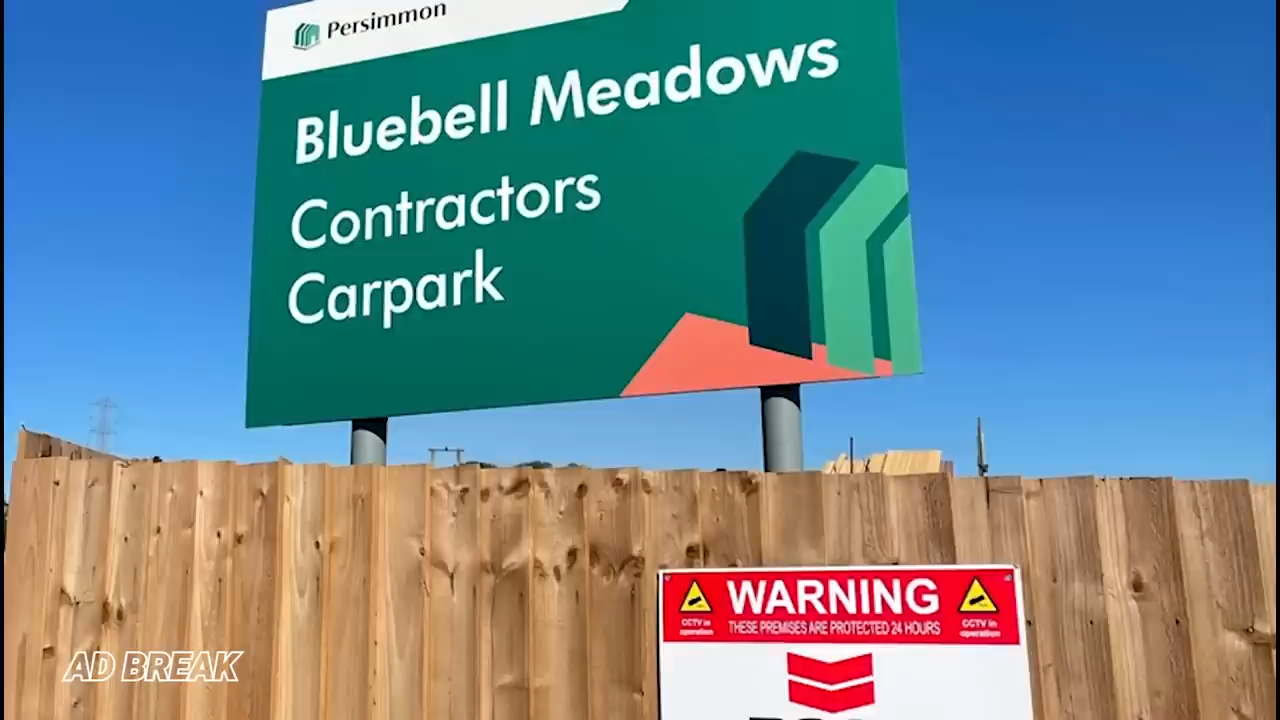 Persimmon
Bluebell Meadows
Contractors
Carpark
WARNING
THESE PREMISES ARE PROTECTED 24 HOURS
CCTV in
operation
CCTV in
operation
AD BREAK